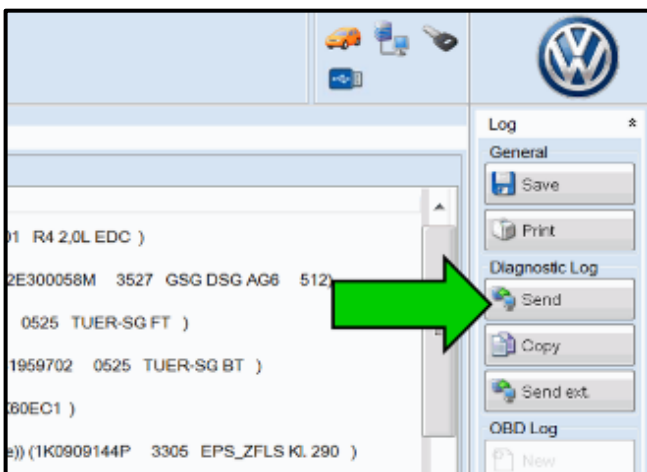 Log
General
Save
Print
Diagnostic Log
Send
Copy
Send ext.
OBD Log
New
01 R4 2,0L EDC )
2E300058M 3527 GSG DSG AG6 512)
0525 TUER-SG FT )
1959702 0525 TUER-SG BT )
60EC1 )
e)) (1K0909144P 3305 EPS_ZFLS Kl. 290 )